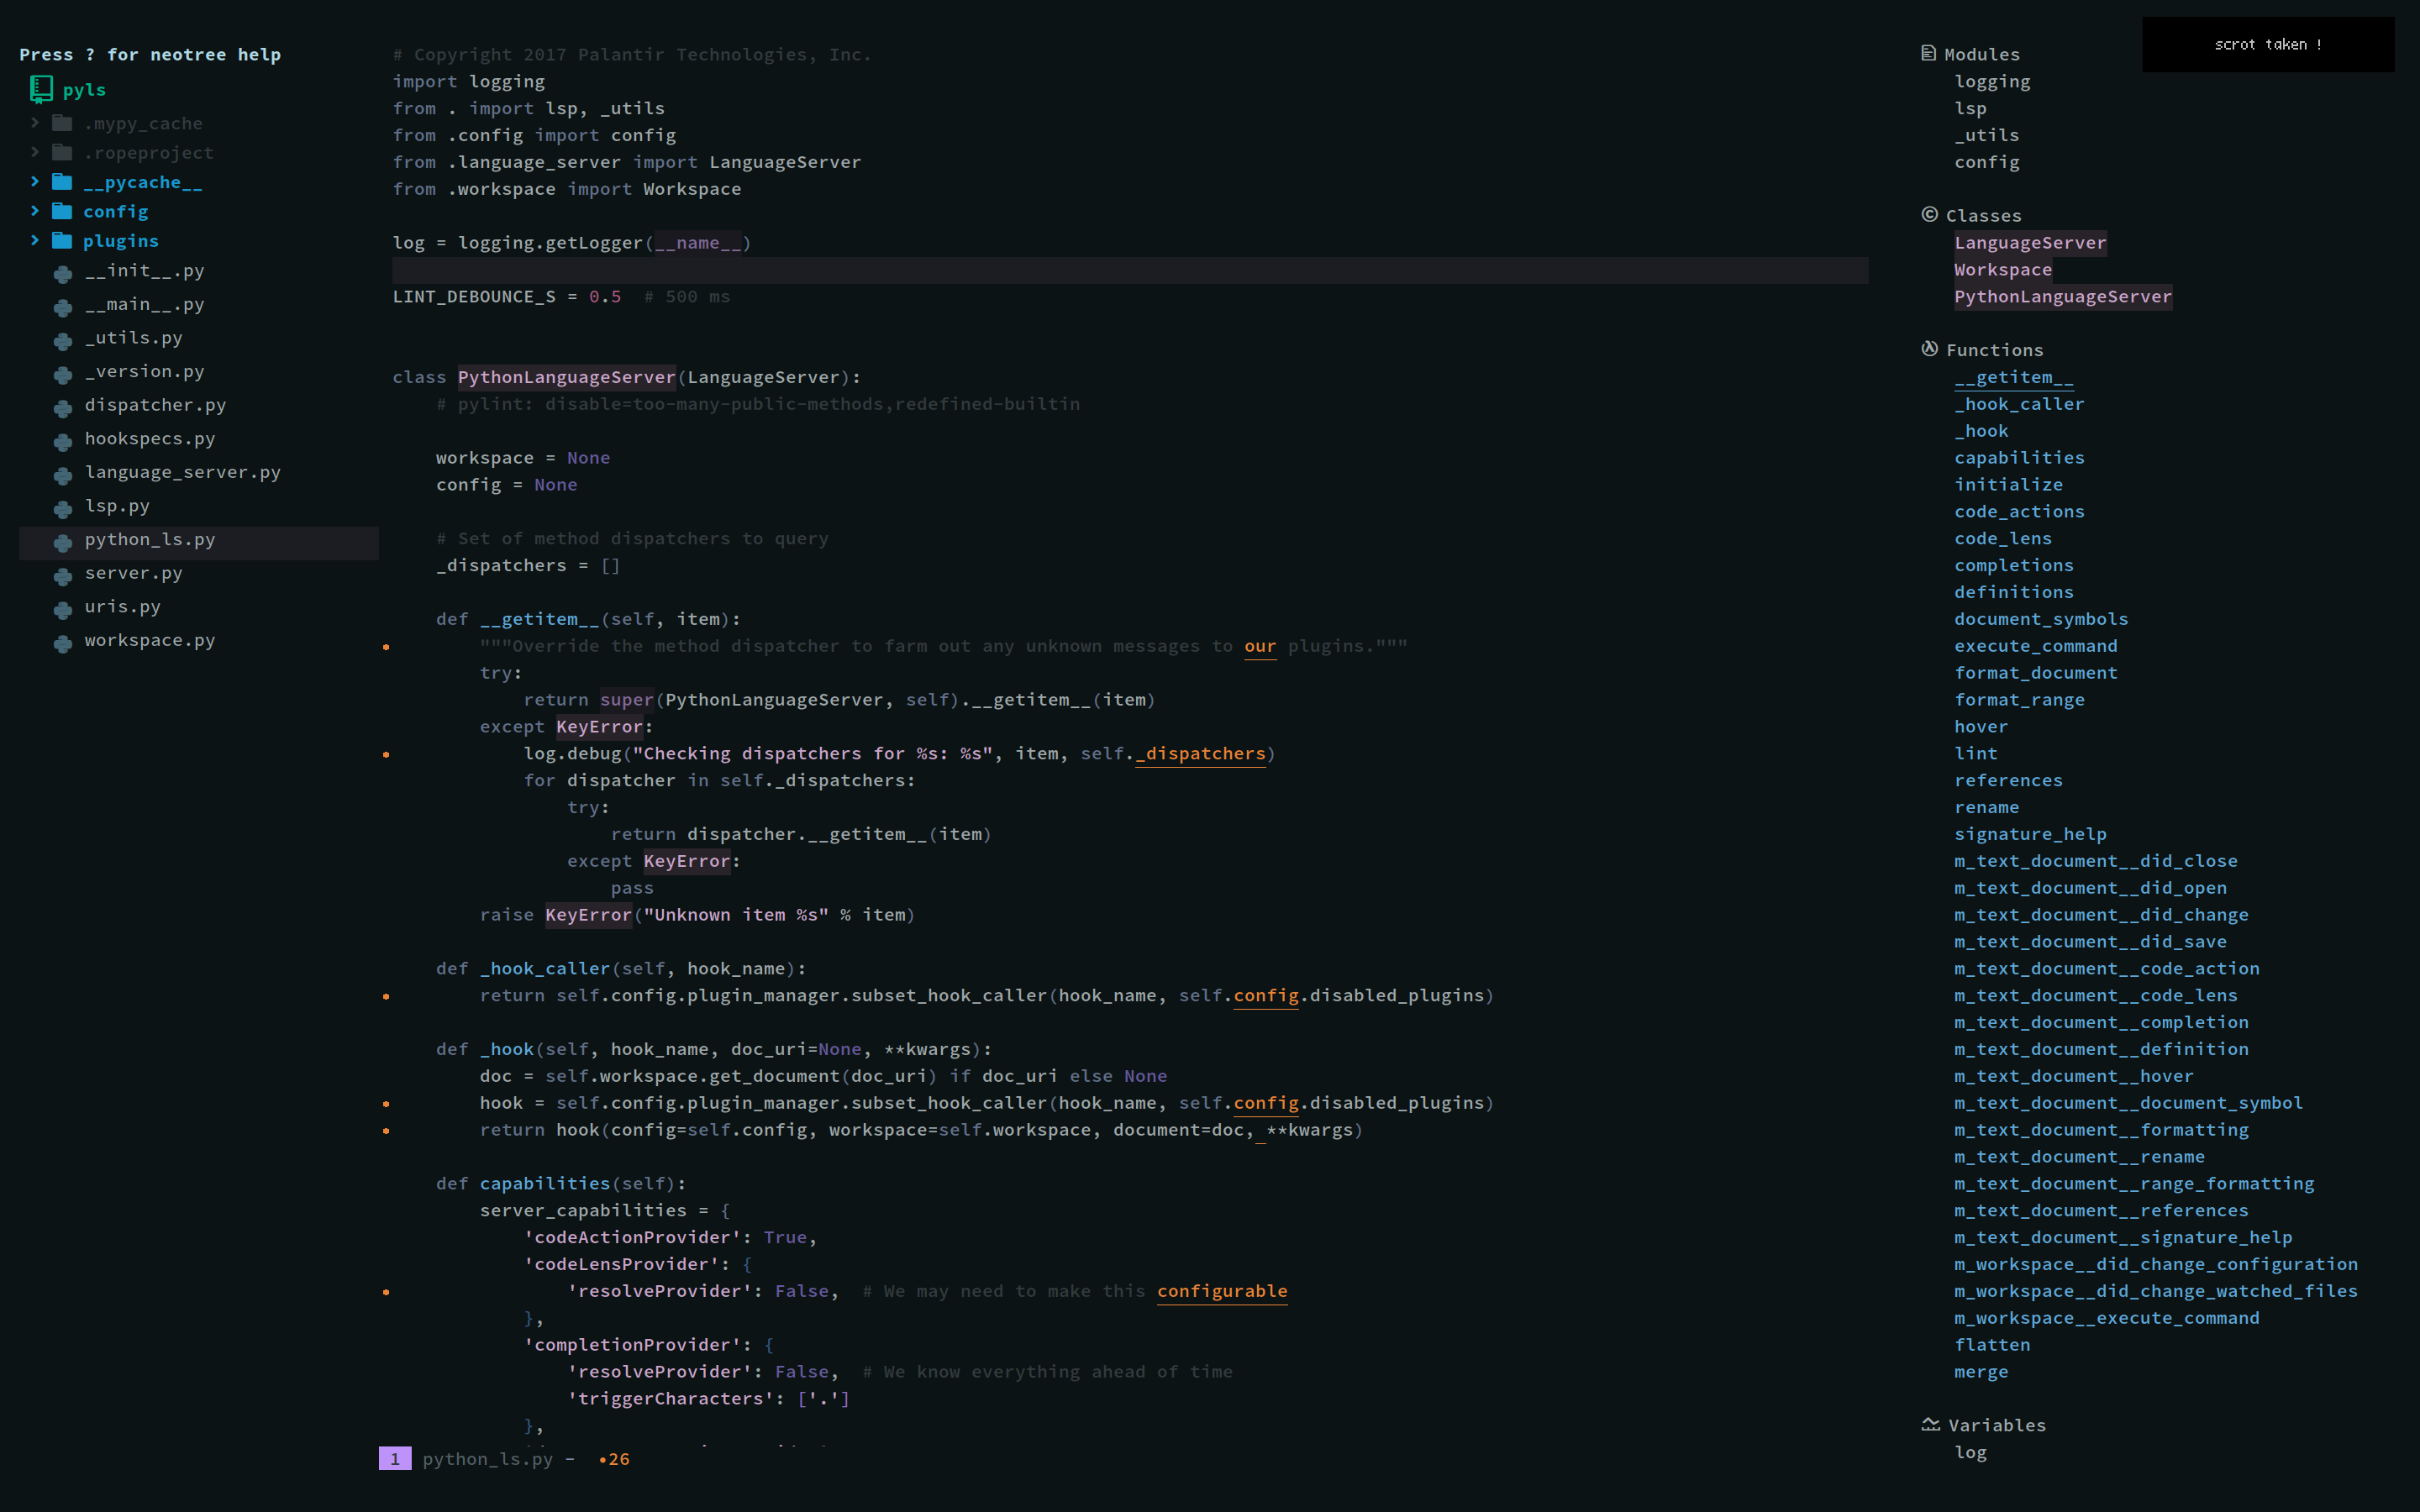 Press ? for neotree help
pyls
.mypy_cache
.ropeproject
__pycache__
config
plugins
__init__.py
__main__.py
_utils.py
_version.py
dispatcher.py
hookspecs.py
language_server.py
lsp.py
python_ls.py
server.py
uris.py
workspace.py
# Copyright 2017 Palantir Technologies, Inc.
import logging
from . import lsp, _utils
from .config import config
from .language_server import LanguageServer
from .workspace import Workspace

log = logging.getLogger(__name__)

LINT_DEBOUNCE_S = 0.5  # 500 ms


class PythonLanguageServer(LanguageServer):
    # pylint: disable=too-many-public-methods,redefined-builtin

    workspace = None
    config = None

    # Set of method dispatchers to query
    _dispatchers = []

    def __getitem__(self, item):
        """Override the method dispatcher to farm out any unknown messages to our plugins."""
        try:
            return super(PythonLanguageServer, self).__getitem__(item)
        except KeyError:
            log.debug("Checking dispatchers for %s: %s", item, self._dispatchers)
            for dispatcher in self._dispatchers:
                try:
                    return dispatcher.__getitem__(item)
                except KeyError:
                    pass
        raise KeyError("Unknown item %s" % item)

    def _hook_caller(self, hook_name):
        return self.config.plugin_manager.subset_hook_caller(hook_name, self.config.disabled_plugins)

    def _hook(self, hook_name, doc_uri=None, **kwargs):
        doc = self.workspace.get_document(doc_uri) if doc_uri else None
        hook = self.config.plugin_manager.subset_hook_caller(hook_name, self.config.disabled_plugins)
        return hook(config=self.config, workspace=self.workspace, document=doc, **kwargs)

    def capabilities(self):
        server_capabilities = {
            'codeActionProvider': True,
            'codeLensProvider': {
                'resolveProvider': False,  # We may need to make this configurable
            },
            'completionProvider': {
                'resolveProvider': False,  # We know everything ahead of time
                'triggerCharacters': ['.']
            },
1 python_ls.py - •26
Modules
logging
lsp
_utils
config
Classes
LanguageServer
Workspace
PythonLanguageServer
Functions
__getitem__
_hook_caller
_hook
capabilities
initialize
code_actions
code_lens
completions
definitions
document_symbols
execute_command
format_document
format_range
hover
lint
references
rename
signature_help
m_text_document__did_close
m_text_document__did_open
m_text_document__did_change
m_text_document__did_save
m_text_document__code_action
m_text_document__code_lens
m_text_document__completion
m_text_document__definition
m_text_document__hover
m_text_document__document_symbol
m_text_document__formatting
m_text_document__rename
m_text_document__range_formatting
m_text_document__references
m_text_document__signature_help
m_workspace__did_change_configuration
m_workspace__did_change_watched_files
m_workspace__execute_command
flatten
merge
Variables
log
scrot taken !